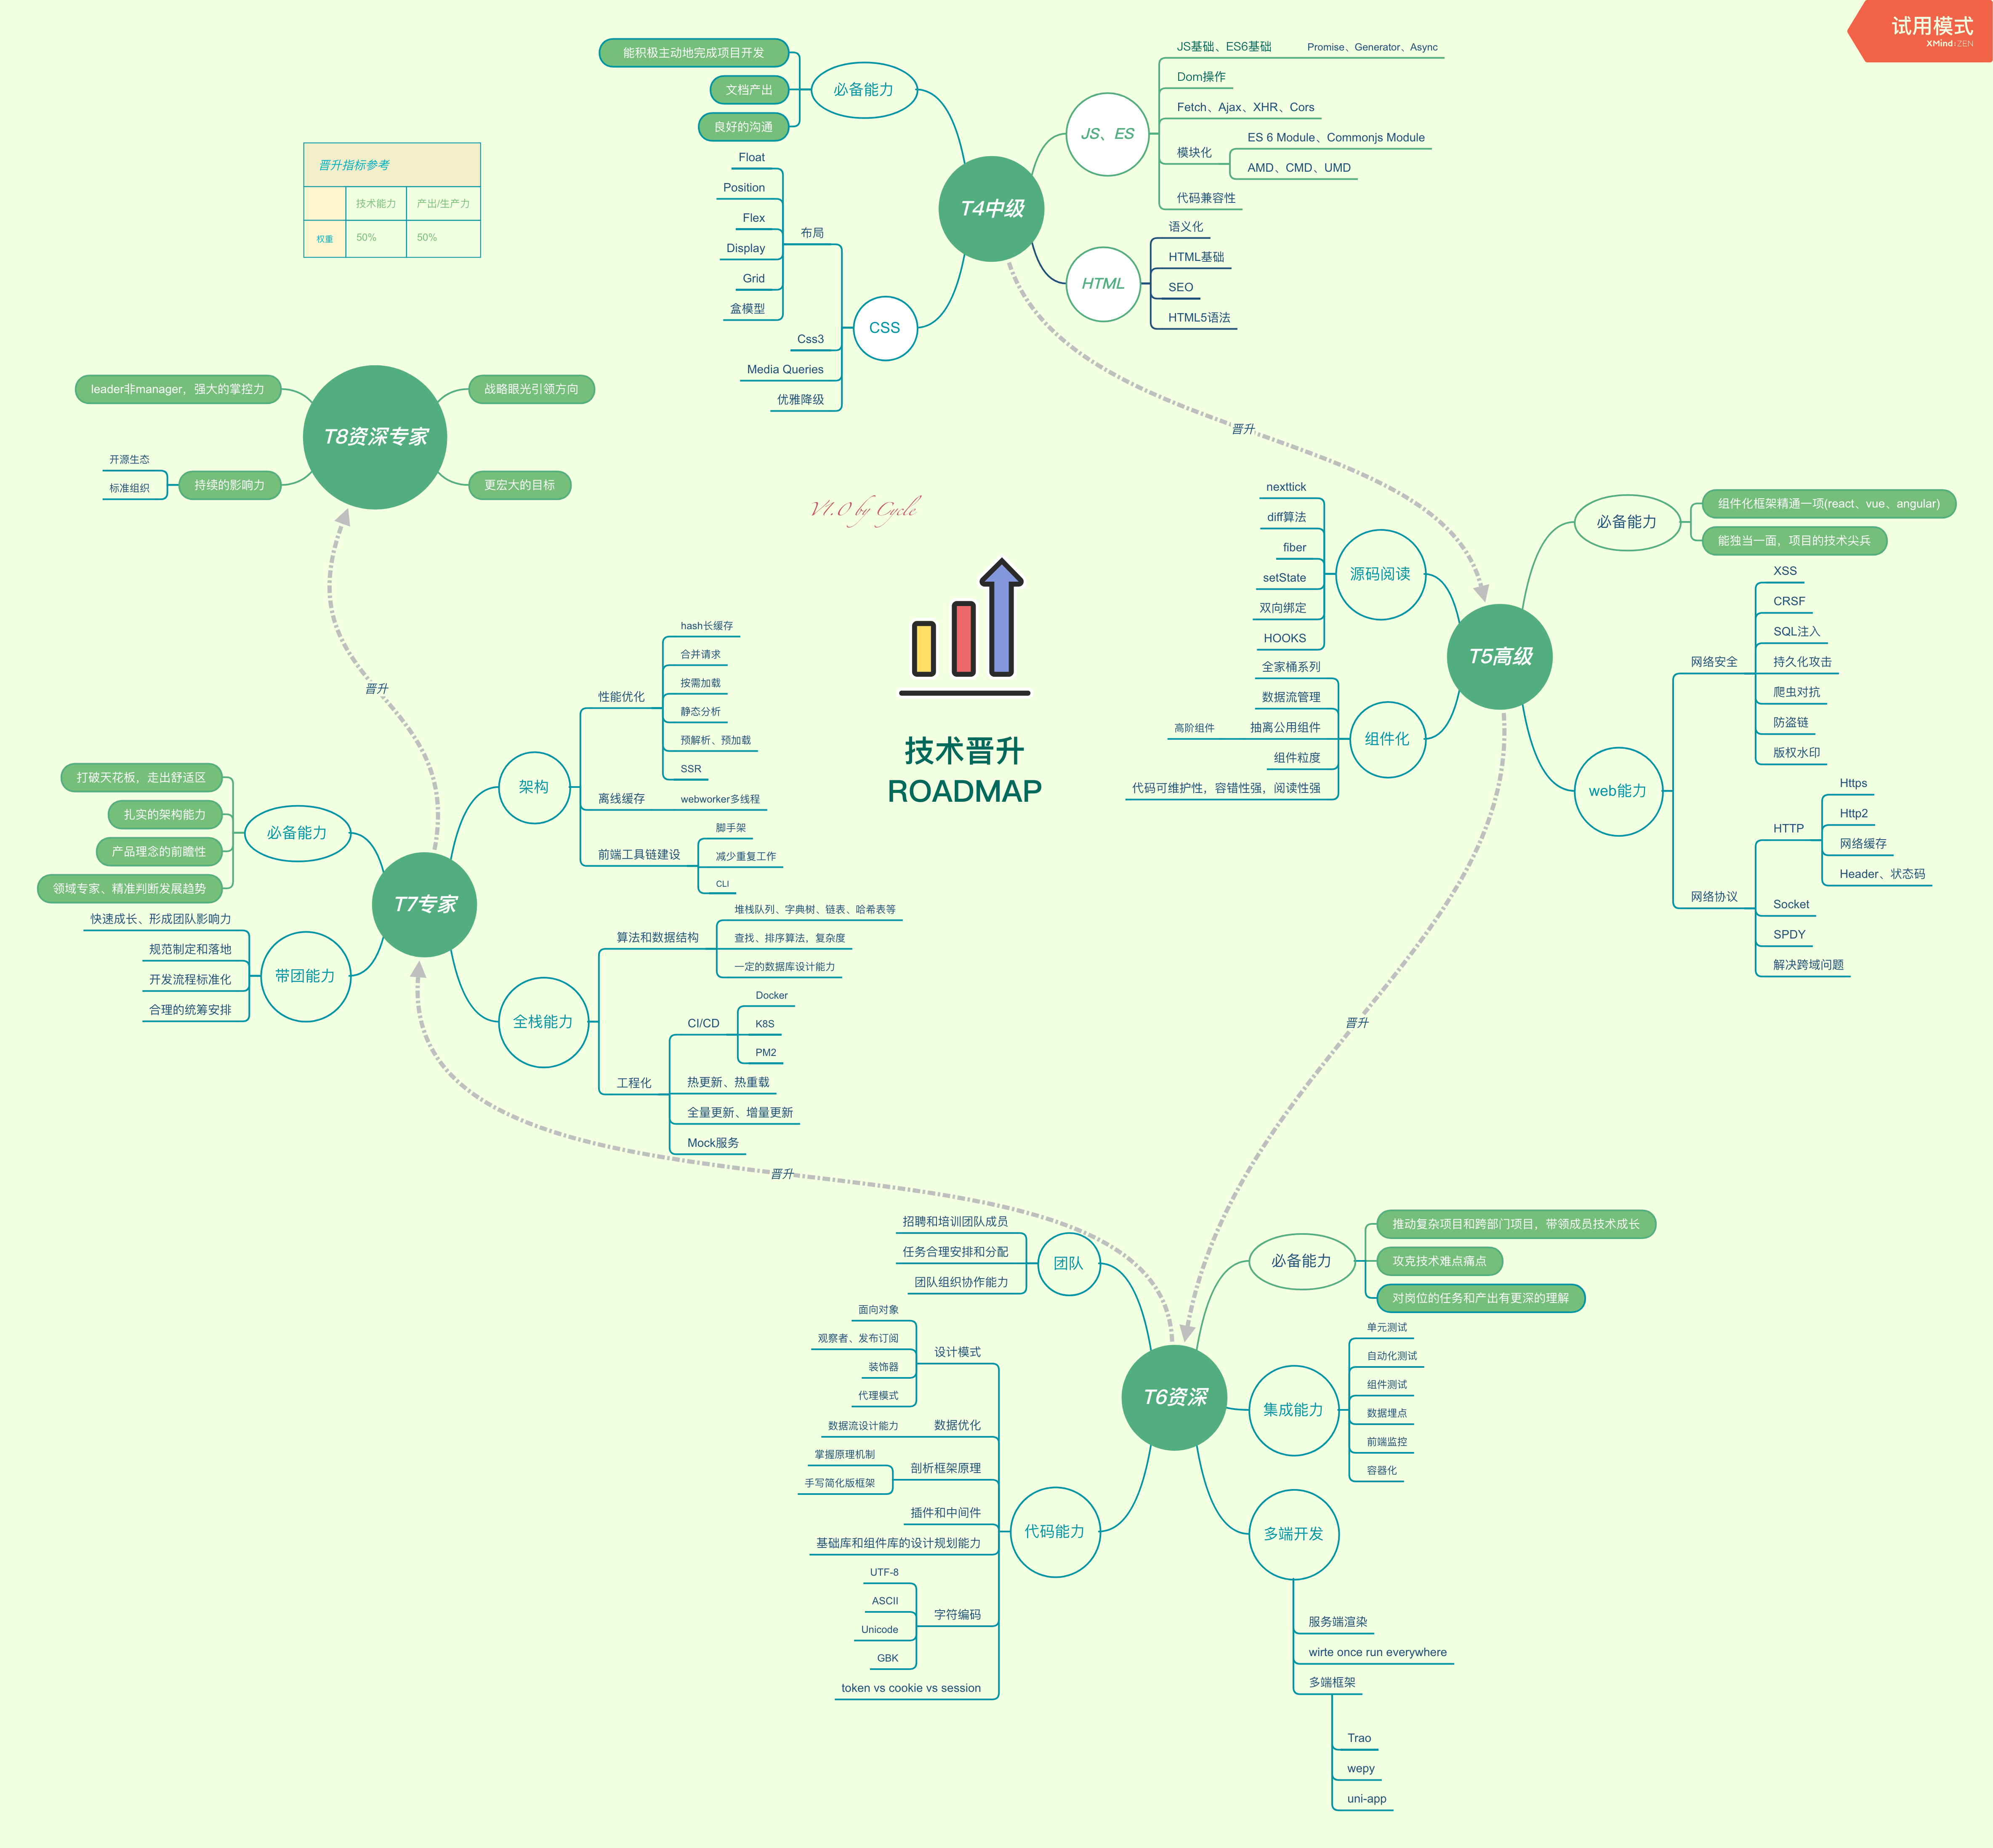 试用模式
XMind:ZEN
能积极主动地完成项目开发
文档产出
良好的沟通
必备能力
T4中级
JS、ES
JS基础、ES6基础
Promise、Generator、Async
Dom操作
Fetch、Ajax、XHR、Cors
模块化
ES 6 Module、Commonjs Module
AMD、CMD、UMD
代码兼容性
HTML
语义化
HTML基础
SEO
HTML5语法
CSS
布局
Float
Position
Flex
Display
Grid
盒模型
Css3
Media Queries
优雅降级
晋升指标参考
技术能力
产出/生产力
权重
50%
50%
T8资深专家
leader非manager，强大的掌控力
持续的影响力
开源生态
标准组织
战略眼光引领方向
更宏大的目标
V1.0 by Cycle
技术晋升
ROADMAP
晋升
T5高级
必备能力
组件化框架精通一项(react、vue、angular)
能独当一面，项目的技术尖兵
源码阅读
nexttick
diff算法
fiber
setState
双向绑定
HOOKS
组件化
全家桶系列
数据流管理
抽离公用组件
高阶组件
组件粒度
代码可维护性，容错性强，阅读性强
web能力
网络安全
XSS
CRSF
SQL注入
持久化攻击
爬虫对抗
防盗链
版权水印
网络协议
HTTP
Https
Http2
网络缓存
Header、状态码
Socket
SPDY
解决跨域问题
晋升
T7专家
必备能力
打破天花板，走出舒适区
扎实的架构能力
产品理念的前瞻性
领域专家、精准判断发展趋势
带团能力
快速成长、形成团队影响力
规范制定和落地
开发流程标准化
合理的统筹安排
架构
性能优化
hash长缓存
合并请求
按需加载
静态分析
预解析、预加载
SSR
离线缓存
webworker多线程
前端工具链建设
脚手架
减少重复工作
CLI
全栈能力
算法和数据结构
堆栈队列、字典树、链表、哈希表等
查找、排序算法，复杂度
一定的数据库设计能力
工程化
CI/CD
Docker
K8S
PM2
热更新、热重载
全量更新、增量更新
Mock服务
晋升
晋升
T6资深
必备能力
推动复杂项目和跨部门项目，带领成员技术成长
攻克技术难点痛点
对岗位的任务和产出有更深的理解
团队
招聘和培训团队成员
任务合理安排和分配
团队组织协作能力
集成能力
单元测试
自动化测试
组件测试
数据埋点
前端监控
容器化
代码能力
设计模式
面向对象
观察者、发布订阅
装饰器
代理模式
数据优化
数据流设计能力
剖析框架原理
掌握原理机制
手写简化版框架
插件和中间件
基础库和组件库的设计规划能力
字符编码
UTF-8
ASCII
Unicode
GBK
token vs cookie vs session
多端开发
服务端渲染
wirte once run everywhere
多端框架
Trao
wepy
uni-app